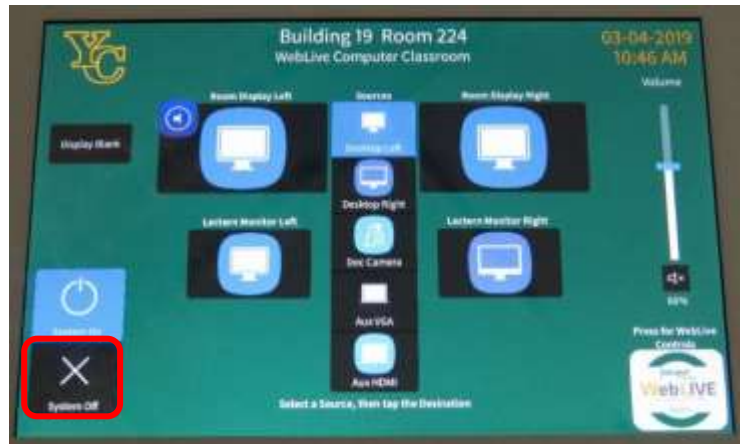 YC
Building 19 Room 224
WebLive Computer Classroom
03-04-2019
10:46 AM
Volume
Room Display Left
Sources
Room Display Right
Display Blank
Desktop Left
Desktop Right
Lectern Monitor Left
Lectern Monitor Right
Doc Camera
System On
Aux VGA
Press for WebLive
Controls
WebLIVE
System Off
Aux HDMI
Select a Source, then tap the Destination